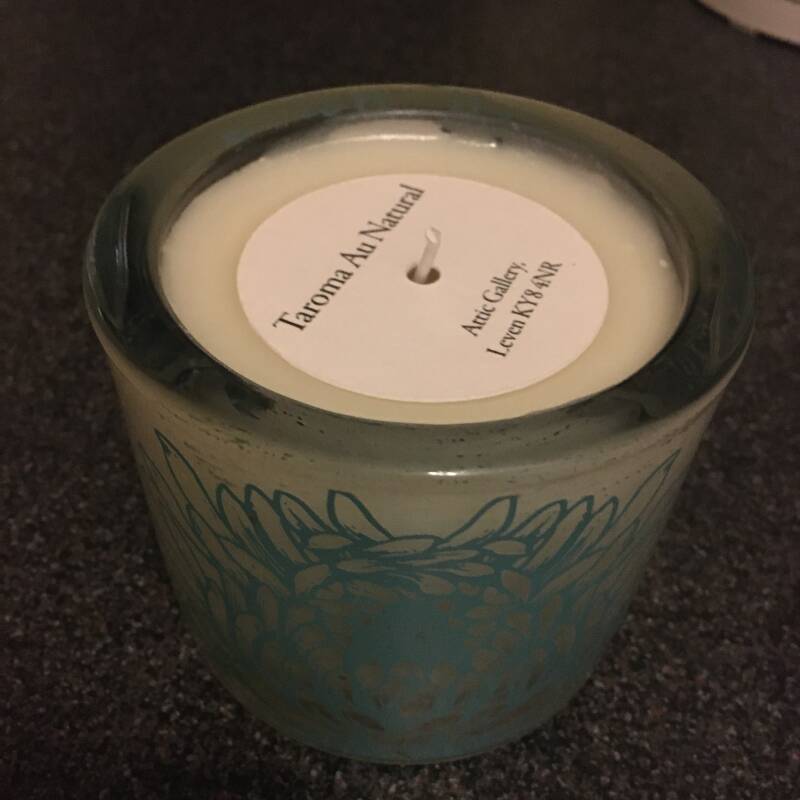 Taroma Au Natural
Attic Gallery,
Leven KY8 4NR